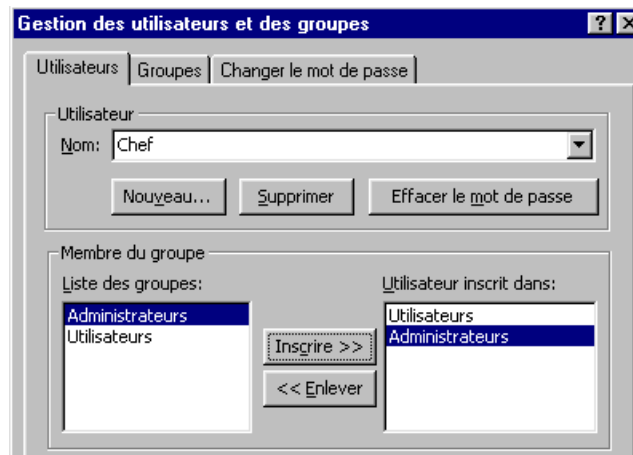 Gestion des utilisateurs et des groupes
Utilisateurs Groupes Changer le mot de passe
Utilisateur
Nom: Chef
Nouveau... Supprimer Effacer le mot de passe
Membre du groupe
Liste des groupes: Utilisateur inscrit dans:
Administrateurs Utilisateurs
Utilisateurs Administrateurs
Inscrire >>
<< Enlever